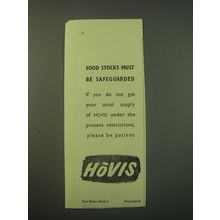 FOOD STOCKS MUST
BE SAFEGUARDED
If you do not get
your usual supply
of HOVIS under the
present restrictions,
please be patient
HōVIS